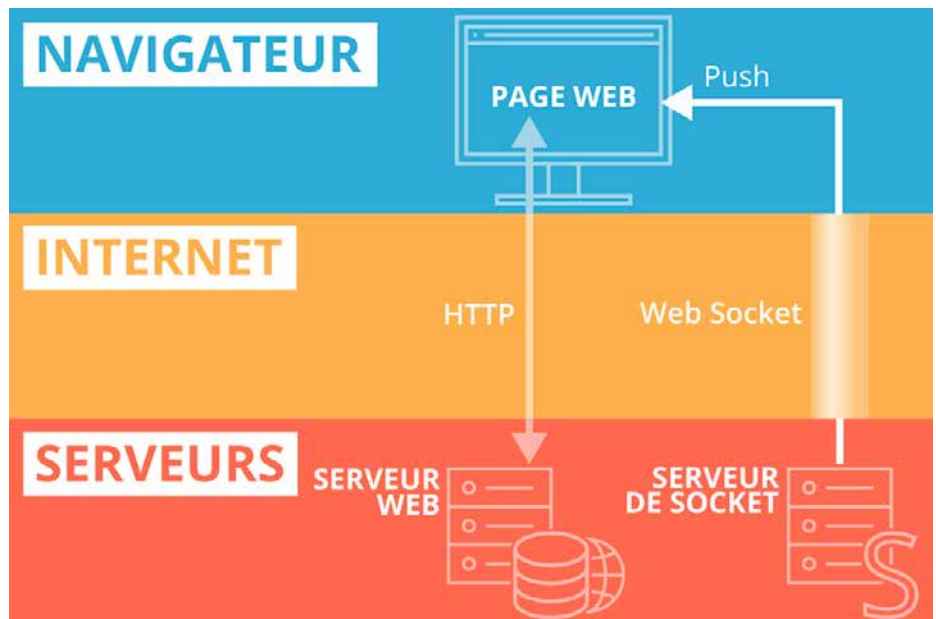 NAVIGATEUR
PAGE WEB
Push
INTERNET
HTTP
Web Socket
SERVEURS
SERVEUR
WEB
SERVEUR
DE SOCKET
S